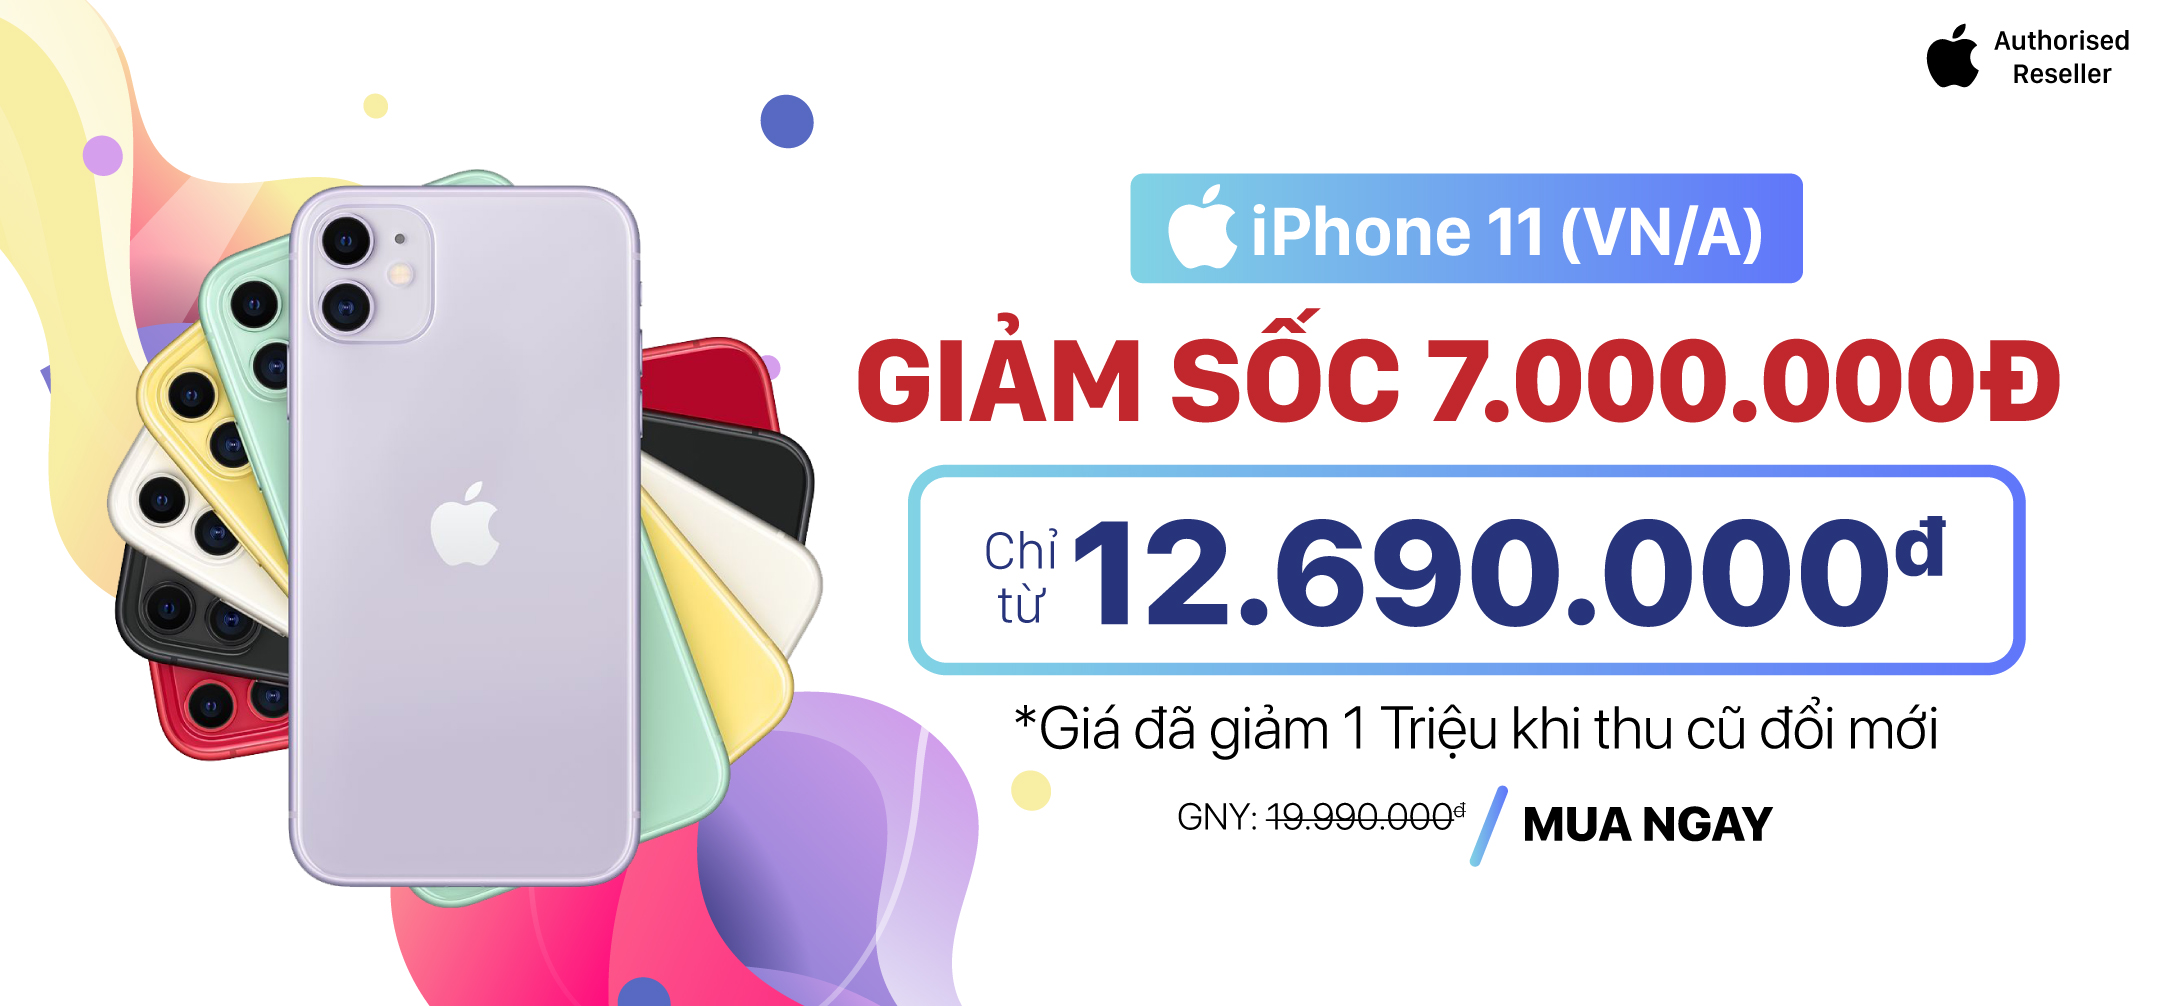 Authorised
Reseller
iPhone 11 (VN/A)
GIẢM SỐC 7.000.000Đ
Chỉ từ 12.690.000đ
*Giá đã giảm 1 Triệu khi thu cũ đổi mới
GNY: 19.990.000đ / MUA NGAY